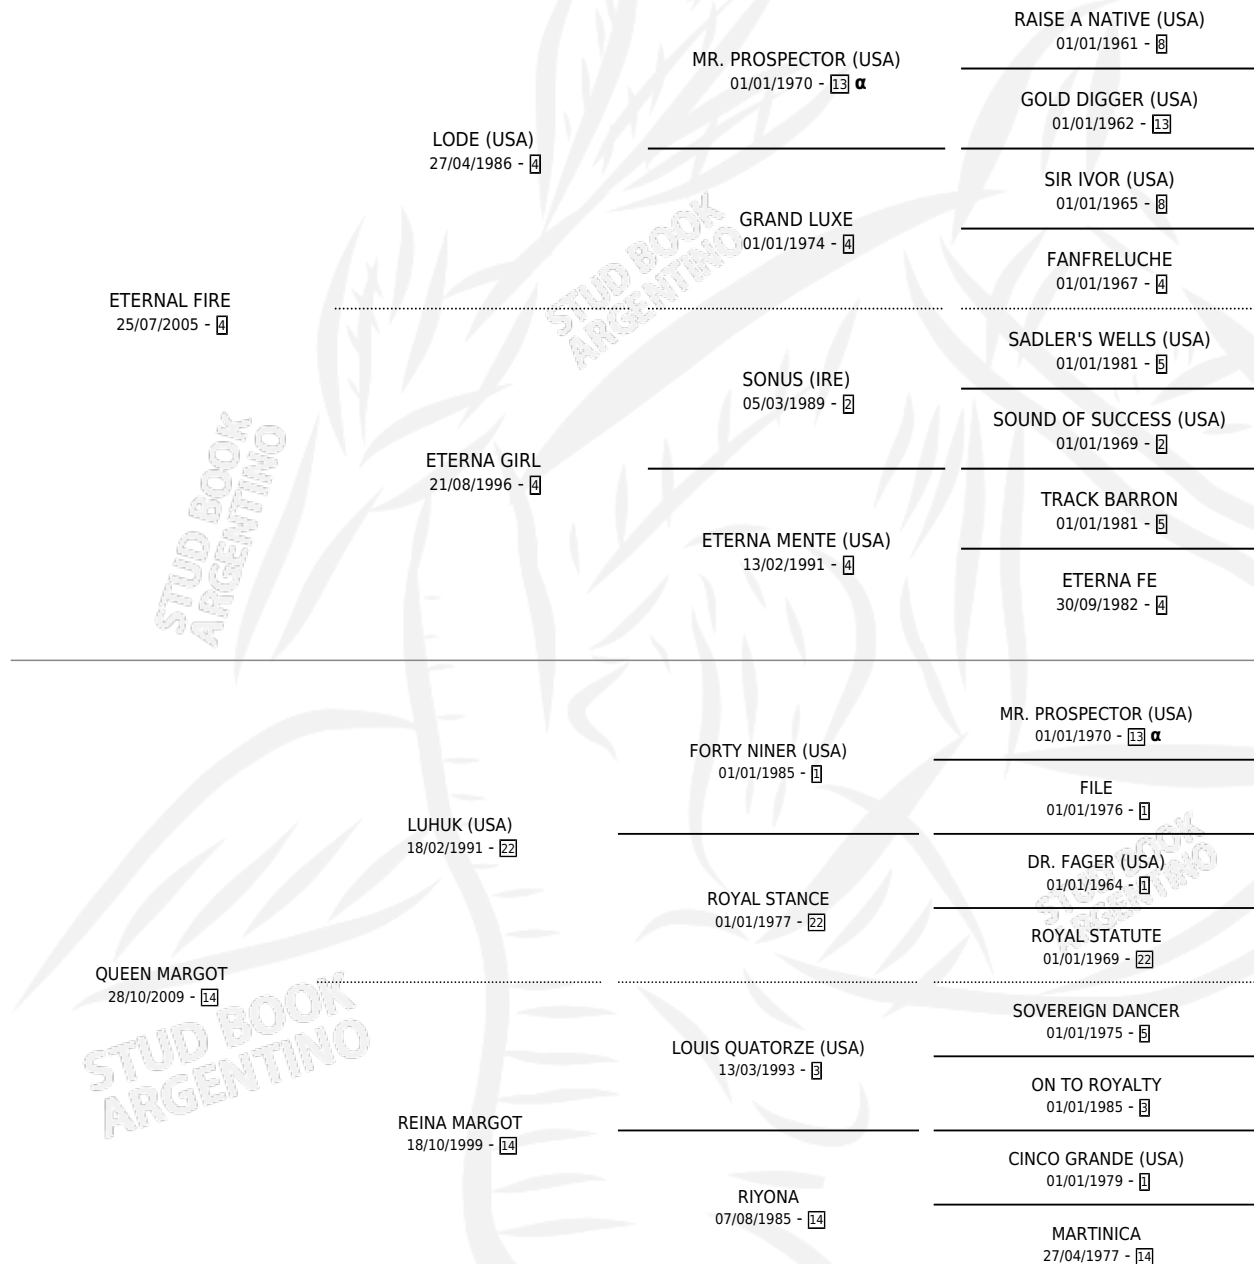 RAISE A NATIVE (USA)
01/01/1961 - 8
MR. PROSPECTOR (USA)
01/01/1970 - 13 α
GOLD DIGGER (USA)
01/01/1962 - 13
LODE (USA)
27/04/1986 - 4
SIR IVOR (USA)
01/01/1965 - 8
GRAND LUXE
01/01/1974 - 4
FANFRELUCHE
01/01/1967 - 4
ETERNAL FIRE
25/07/2005 - 4
SADLER'S WELLS (USA)
01/01/1981 - 5
SONUS (IRE)
05/03/1989 - 2
SOUND OF SUCCESS (USA)
01/01/1969 - 2
ETERNA GIRL
21/08/1996 - 4
TRACK BARRON
01/01/1981 - 5
ETERNA MENTE (USA)
13/02/1991 - 4
ETERNA FE
30/09/1982 - 4
MR. PROSPECTOR (USA)
01/01/1970 - 13 α
FORTY NINER (USA)
01/01/1985 - 1
FILE
01/01/1976 - 1
LUHUK (USA)
18/02/1991 - 22
DR. FAGER (USA)
01/01/1964 - 1
ROYAL STANCE
01/01/1977 - 22
ROYAL STATUTE
01/01/1969 - 22
QUEEN MARGOT
28/10/2009 - 14
SOVEREIGN DANCER
01/01/1975 - 5
LOUIS QUATORZE (USA)
13/03/1993 - 3
ON TO ROYALTY
01/01/1985 - 3
REINA MARGOT
18/10/1999 - 14
CINCO GRANDE (USA)
01/01/1979 - 1
RIYONA
07/08/1985 - 14
MARTINICA
27/04/1977 - 14
STUD BOOK
ARGENTINO
STUD BOOK
ARGENTINO
STUD BOOK
ARGENTINO
STUD BOOK
ARGENTINO